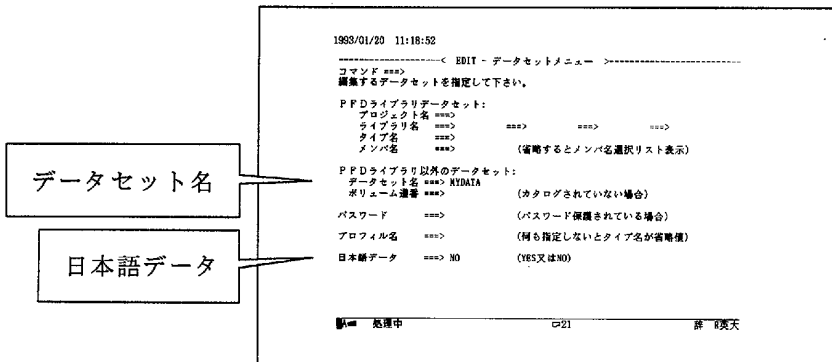 1993/01/20 11:18:52
-------------------< EDIT - データセットメニュー >-------------------
コマンド ===>
編集するデータセットを指定して下さい。
PFDライブラリデータセット:
プロジェクト名 ===>
ライブラリ名 ===> ===> ===> ===>
タイプ名 ===>
メンバ名 ===> (省略するとメンバ名選択リスト表示)
PFDライブラリ以外のデータセット:
データセット名 ===> MYDATA
ボリューム通番 ===> (カタログされていない場合)
パスワード ===> (パスワード保護されている場合)
プロフィル名 ===> (何も指定しないとタイプ名が省略値)
日本語データ ===> NO (YES又はNO)
処理中 21 辞 R英大
データセット名
日本語データ